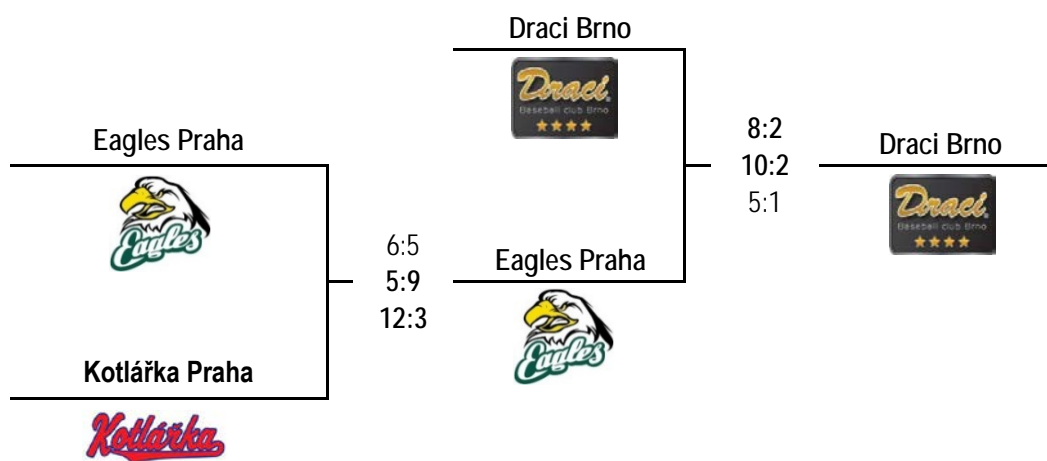 Draci Brno
Draci
Baseball club Brno
Eagles Praha
Eagles
6:5
5:9
12:3
Kotlářka Praha
Kotlářka
Eagles Praha
Eagles
8:2
10:2
5:1
Draci Brno
Draci
Baseball club Brno